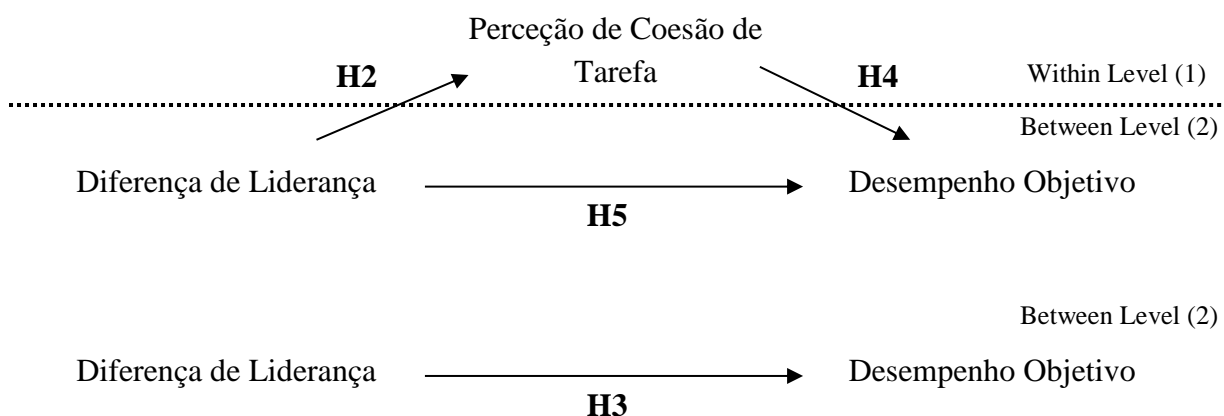 Perceção de Coesão de
H2 Tarefa H4 Within Level (1)
Between Level (2)
Diferença de Liderança Desempenho Objetivo
H5
Between Level (2)
Diferença de Liderança Desempenho Objetivo
H3